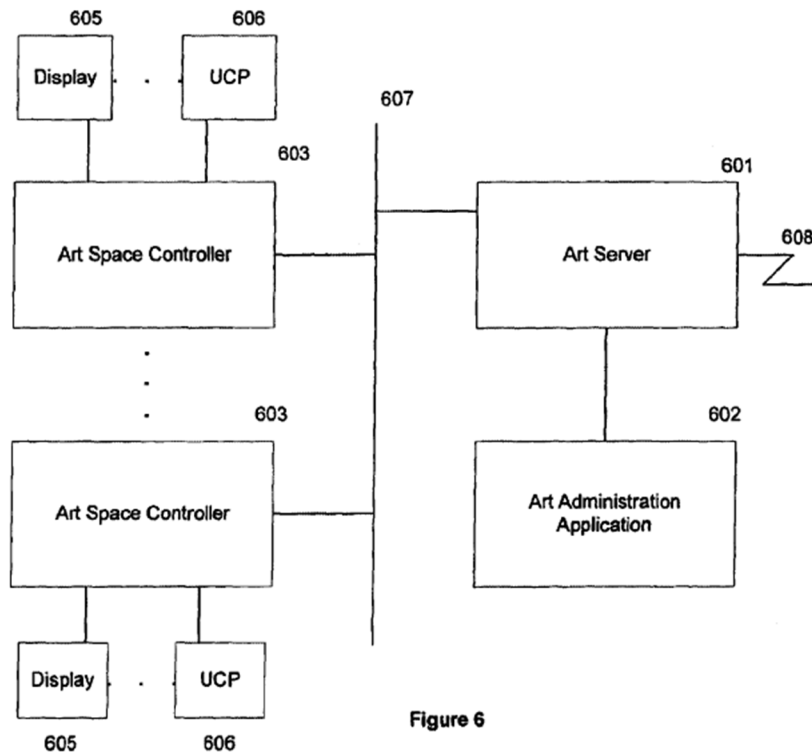 605
606
Display
UCP
607
603
601
Art Space Controller
Art Server
608
603
602
Art Space Controller
Art Administration
Application
Display
UCP
605
606
Figure 6